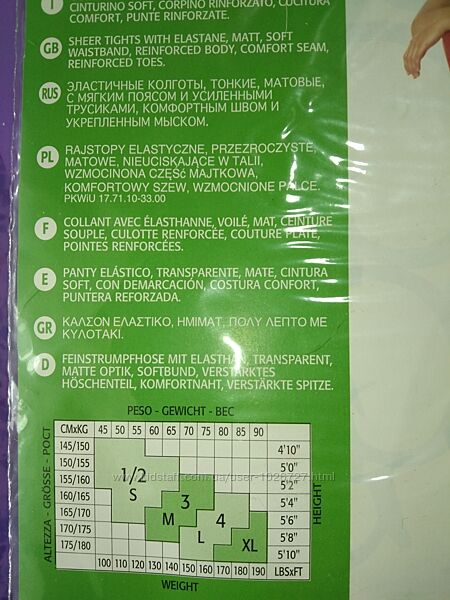 I CINTURINO SOFT, CORPINO RINFORZATO, CUCITURA
COMFORT, PUNTE RINFORZATE.
GB SHEER TIGHTS WITH ELASTANE, MATT, SOFT
WAISTBAND, REINFORCED BODY, COMFORT SEAM,
REINFORCED TOES.
RUS ЭЛАСТИЧНЫЕ КОЛГОТЫ, ТОНКИЕ, МАТОВЫЕ,
С МЯГКИМ ПОЯСОМ И УСИЛЕННЫМИ
ТРУСИКАМИ, КОМФОРТНЫМ ШВОМ И
УКРЕПЛЕННЫМ МЫСКОМ.
PL RAJSTOPY ELASTYCZNE, PRZEZROCZYSTE,
MATOWE, NIEUCISKAJĄCE W TALII,
WZMOCINONA CZĘŚĆ MAJTKOWA,
KOMFORTOWY SZEW, WZMOCNIONE PALCE.
PKWiU 17.71.10-33.00
F COLLANT AVEC ÉLASTHANNE, VOILÉ, MAT, CEINTURE
SOUPLE, CULOTTE RENFORCÉE, COUTURE PLATE,
POINTES RENFORCÉES.
E PANTY ELÁSTICO, TRANSPARENTE, MATE, CINTURA
SOFT, CON DEMARCACIÓN, COSTURA CONFORT,
PUNTERA REFORZADA.
GR ΚΑΛΣΟΝ ΕΛΑΣΤΙΚΟ, ΗΜΙΜΑΤ, ΠΟΛΥ ΛΕΠΤΟ ΜΕ
ΚΥΛΟΤΑΚΙ.
D FEINSTRUMPFHOSE MIT ELASTHAN, TRANSPARENT,
MATTE OPTIK, SOFTBUND, VERSTÄRKTES
HÖSCHENTEIL, KOMFORTNAHT, VERSTÄRKTE SPITZE.
PESO - GEWICHT - ВЕС
CMxKG 45 50 55 60 65 70 75 80 85 90
145/150 4'10"
150/155 5'0"
155/160 5'2"
160/165 5'4"
165/170 5'6"
170/175 5'8"
175/180 5'10"
1/2
S
3
M
4
L
XL
ALTEZZA - GRÖSSE - РОСТ
HEIGHT
100 110 120 130 140 150 160 170 180 190 LBSxFT
WEIGHT